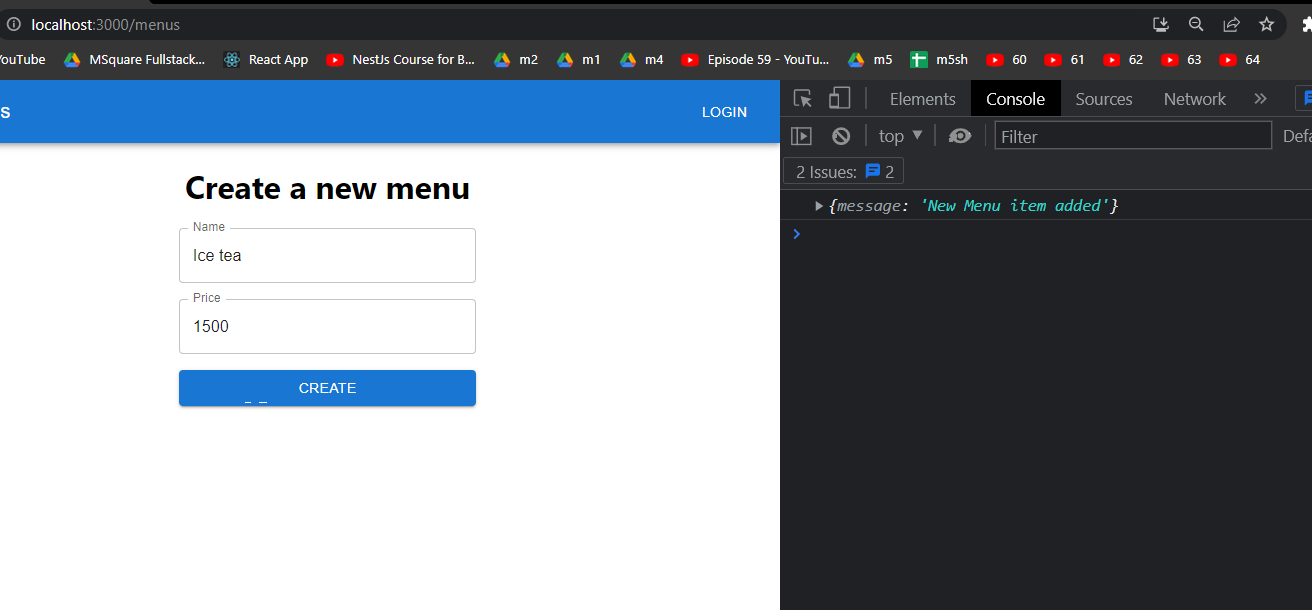 localhost:3000/menus
YouTube MSquare Fullstack... React App NestJs Course for B... m2 m1 m4 Episode 59 - YouTu... m5 m5sh 60 61 62 63 64
S LOGIN
Create a new menu
Name
Ice tea
Price
1500
CREATE
Elements Console Sources Network
top Filter Defa
2 Issues: 2
{message: 'New Menu item added'}